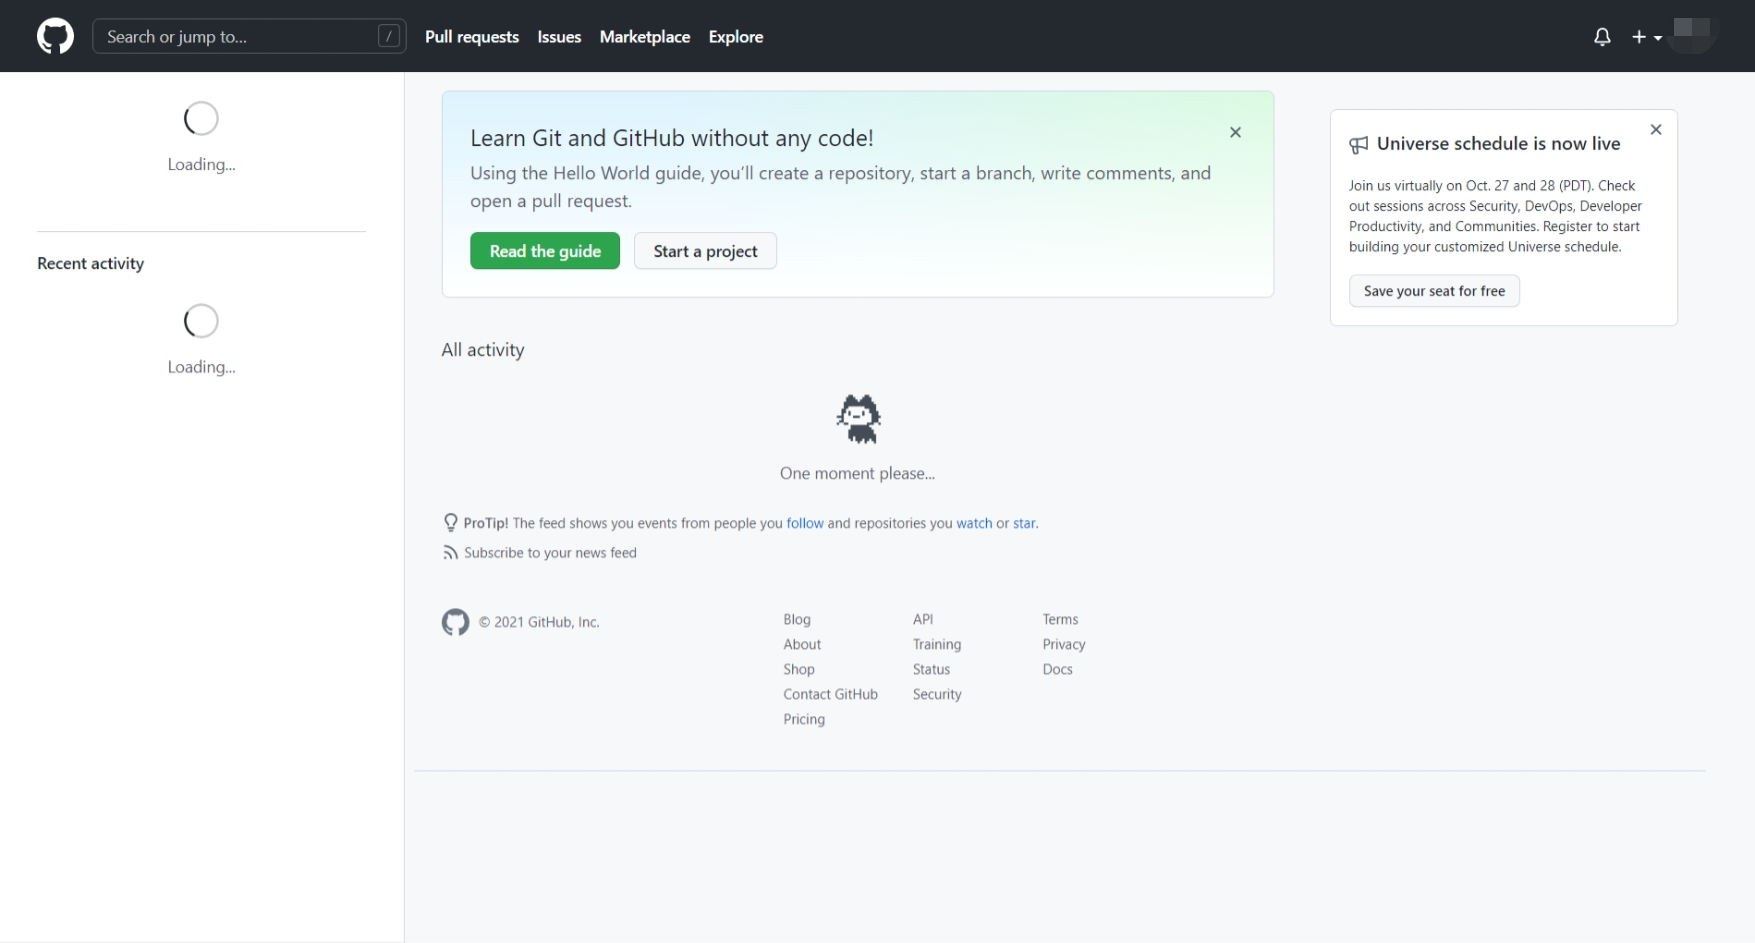 Search or jump to... /
Pull requests Issues Marketplace Explore
Loading...
Recent activity
Loading...
Learn Git and GitHub without any code!
Using the Hello World guide, you’ll create a repository, start a branch, write comments, and
open a pull request.
Read the guide
Start a project
All activity
One moment please...
ProTip! The feed shows you events from people you follow and repositories you watch or star.
Subscribe to your news feed
Universe schedule is now live
Join us virtually on Oct. 27 and 28 (PDT). Check
out sessions across Security, DevOps, Developer
Productivity, and Communities. Register to start
building your customized Universe schedule.
Save your seat for free
© 2021 GitHub, Inc.
Blog
About
Shop
Contact GitHub
Pricing
API
Training
Status
Security
Terms
Privacy
Docs